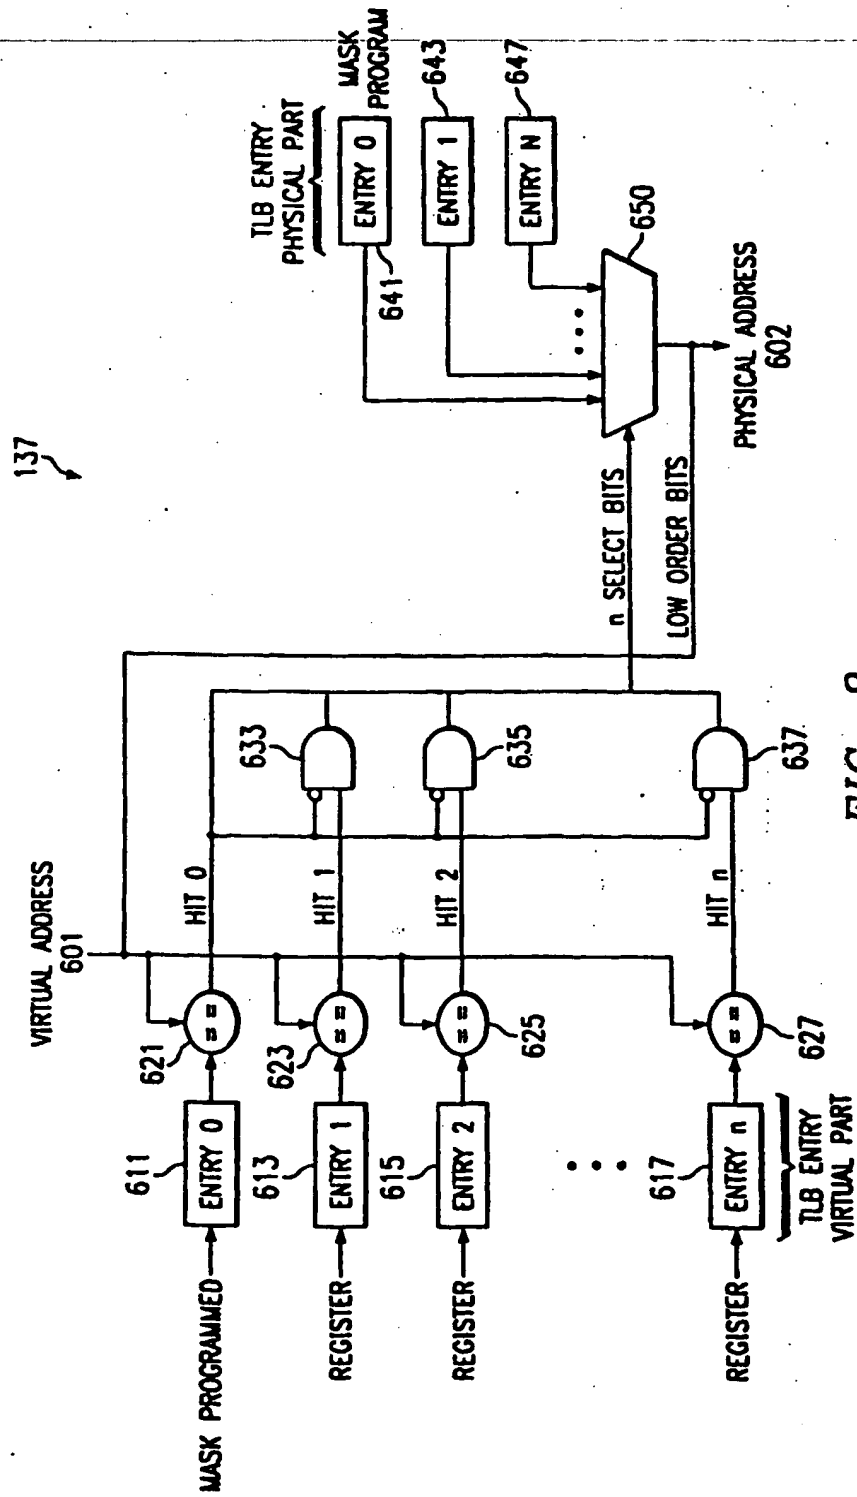 137
VIRTUAL ADDRESS
601
MASK PROGRAMMED
611
ENTRY 0
621
= =
HIT 0
REGISTER
613
ENTRY 1
623
= =
HIT 1
633
REGISTER
615
ENTRY 2
= =
625
HIT 2
635
REGISTER
617
ENTRY n
= =
627
HIT n
637
TLB ENTRY
VIRTUAL PART
n SELECT BITS
LOW ORDER BITS
TLB ENTRY
PHYSICAL PART
MASK
PROGRAM
ENTRY 0
641
ENTRY 1
643
ENTRY N
647
650
PHYSICAL ADDRESS
602
FIG.